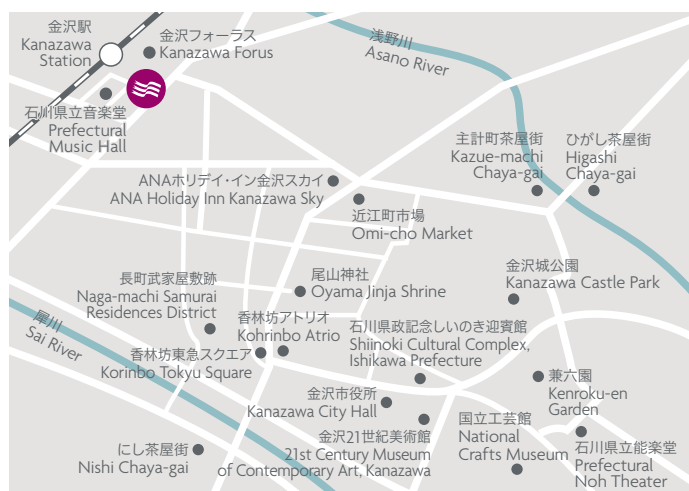 金沢駅
Kanazawa
Station
金沢フォーラス
Kanazawa Forus
浅野川
Asano River
石川県立音楽堂
Prefectural
Music Hall
主計町茶屋街
Kazue-machi
Chaya-gai
ひがし茶屋街
Higashi
Chaya-gai
ANAホリデイ・イン金沢スカイ
ANA Holiday Inn Kanazawa Sky
近江町市場
Omi-cho Market
長町武家屋敷跡
Naga-machi Samurai
Residences District
尾山神社
Oyama Jinja Shrine
金沢城公園
Kanazawa Castle Park
犀川
Sai River
香林坊アトリオ
Kohrinbo Atrio
石川県政記念しいのき迎賓館
Shiinoki Cultural Complex,
Ishikawa Prefecture
香林坊東急スクエア
Korinbo Tokyu Square
金沢市役所
Kanazawa City Hall
兼六園
Kenroku-en
Garden
にし茶屋街
Nishi Chaya-gai
金沢21世紀美術館
21st Century Museum
of Contemporary Art, Kanazawa
国立工芸館
National
Crafts Museum
石川県立能楽堂
Prefectural
Noh Theater